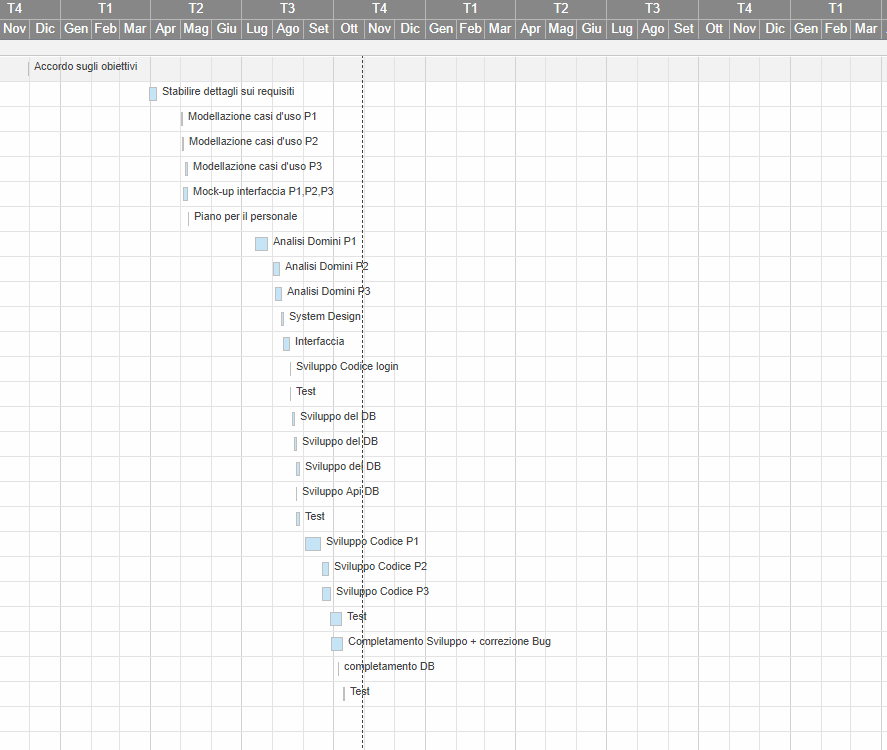 T4 T1 T2 T3 T4 T1 T2 T3 T4 T1
Nov Dic Gen Feb Mar Apr Mag Giu Lug Ago Set Ott Nov Dic Gen Feb Mar Apr Mag Giu Lug Ago Set Ott Nov Dic Gen Feb Mar
Accordo sugli obiettivi
Stabilire dettagli sui requisiti
Modellazione casi d'uso P1
Modellazione casi d'uso P2
Modellazione casi d'uso P3
Mock-up interfaccia P1,P2,P3
Piano per il personale
Analisi Domini P1
Analisi Domini P2
Analisi Domini P3
System Design
Interfaccia
Sviluppo Codice login
Test
Sviluppo del DB
Sviluppo del DB
Sviluppo del DB
Sviluppo Api DB
Test
Sviluppo Codice P1
Sviluppo Codice P2
Sviluppo Codice P3
Test
Completamento Sviluppo + correzione Bug
completamento DB
Test